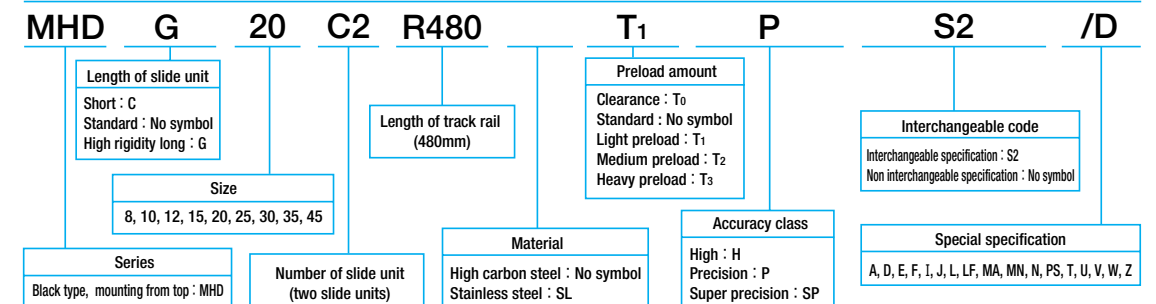 MHD G 20 C2 R480 T1 P S2 /D
Length of slide unit
Short：C
Standard：No symbol
High rigidity long：G
Size
8, 10, 12, 15, 20, 25, 30, 35, 45
Series
Black type, mounting from top：MHD
Number of slide unit
(two slide units)
Length of track rail
(480mm)
Material
High carbon steel：No symbol
Stainless steel：SL
Preload amount
Clearance：T0
Standard : No symbol
Light preload：T1
Medium preload：T2
Heavy preload：T3
Accuracy class
High：H
Precision：P
Super precision：SP
Interchangeable code
Interchangeable specification：S2
Non interchangeable specification：No symbol
Special specification
A, D, E, F, I, J, L, LF, MA, MN, N, PS, T, U, V, W, Z